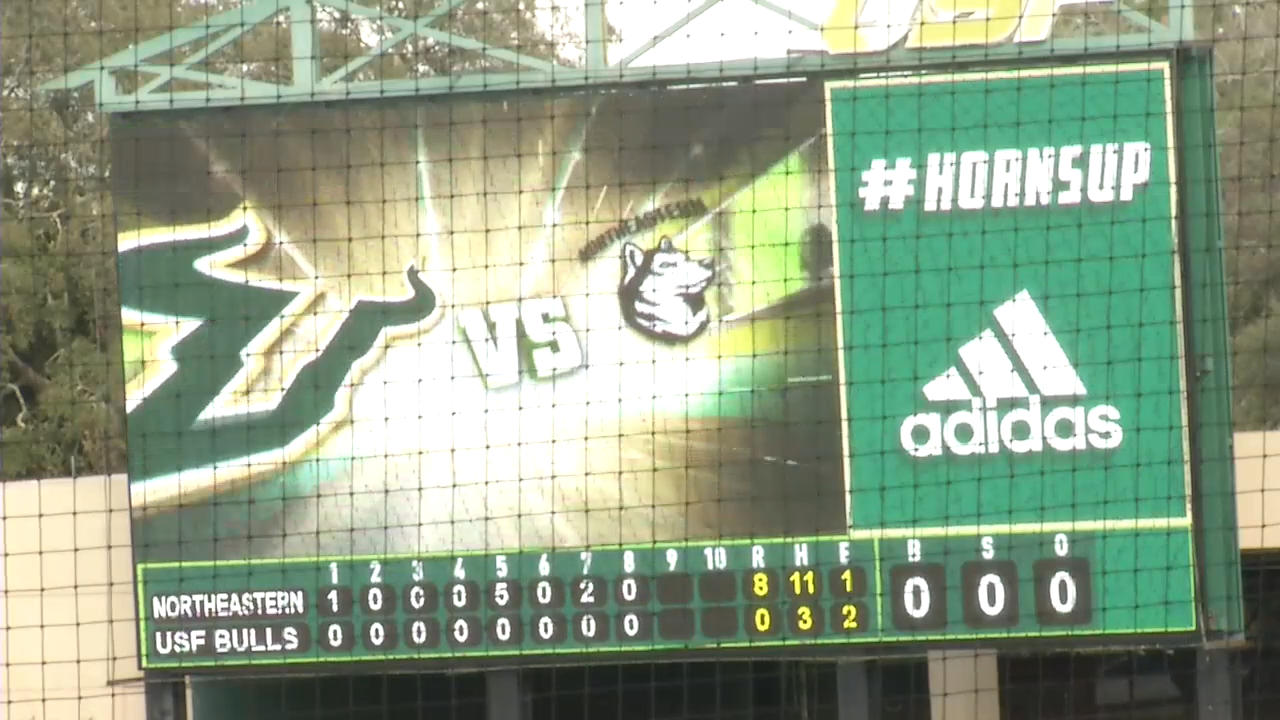 USF
#HORNSUP
NORTHEASTERN
VS
adidas
1 2 3 4 5 6 7 8 9 10 R H E B S O
NORTHEASTERN 1 0 0 0 5 0 2 0 8 11 1 0 0 0
USF BULLS 0 0 0 0 0 0 0 0 0 3 2